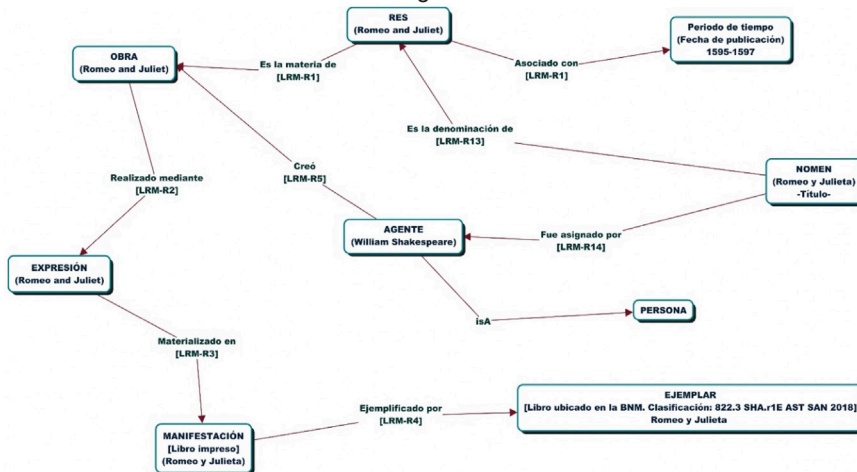 RES
(Romeo and Juliet)
Periodo de tiempo
(Fecha de publicación)
1595-1597
OBRA
(Romeo and Juliet)
Es la materia de
[LRM-R1]
Asociado con
[LRM-R1]
Es la denominación de
[LRM-R13]
Creó
[LRM-R5]
Realizado mediante
[LRM-R2]
NOMEN
(Romeo y Julieta)
-Título-
AGENTE
(William Shakespeare)
Fue asignado por
[LRM-R14]
EXPRESIÓN
(Romeo and Juliet)
isA
PERSONA
Materializado en
[LRM-R3]
Ejemplificado por
[LRM-R4]
EJEMPLAR
[Libro ubicado en la BNM. Clasificación: 822.3 SHA.r1E AST SAN 2018]
Romeo y Julieta
MANIFESTACIÓN
[Libro impreso]
(Romeo y Julieta)